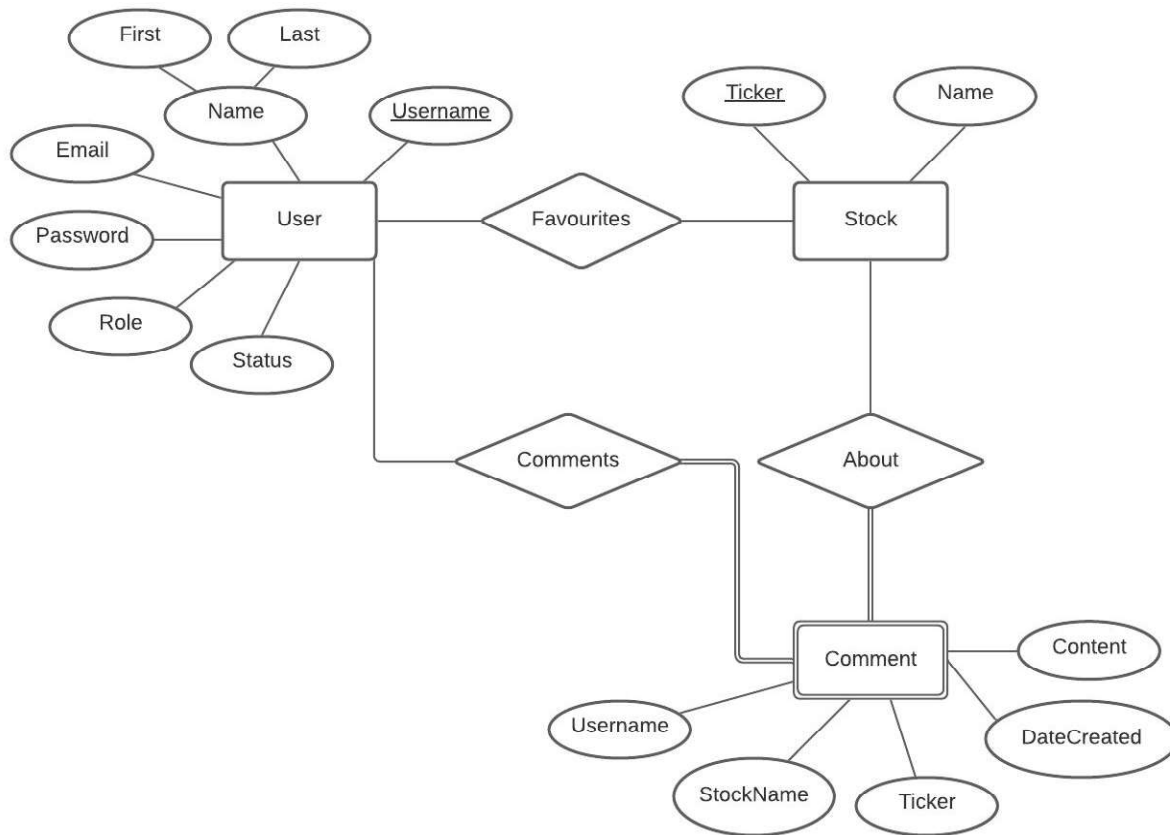 First
Last
Name
Username
Email
Password
Role
Status
User
Favourites
Ticker
Name
Stock
Comments
About
Comment
Content
DateCreated
Username
StockName
Ticker